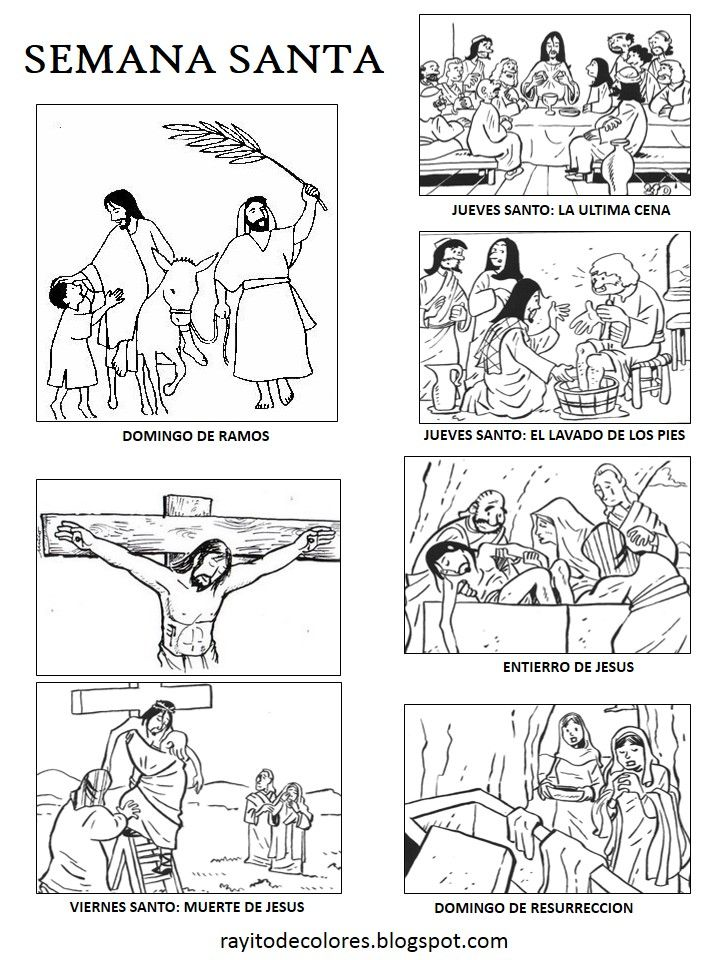 SEMANA SANTA
DOMINGO DE RAMOS
JUEVES SANTO: LA ULTIMA CENA
JUEVES SANTO: EL LAVADO DE LOS PIES
ENTIERRO DE JESUS
VIERNES SANTO: MUERTE DE JESUS
DOMINGO DE RESURRECCION
rayitodecolores.blogspot.com